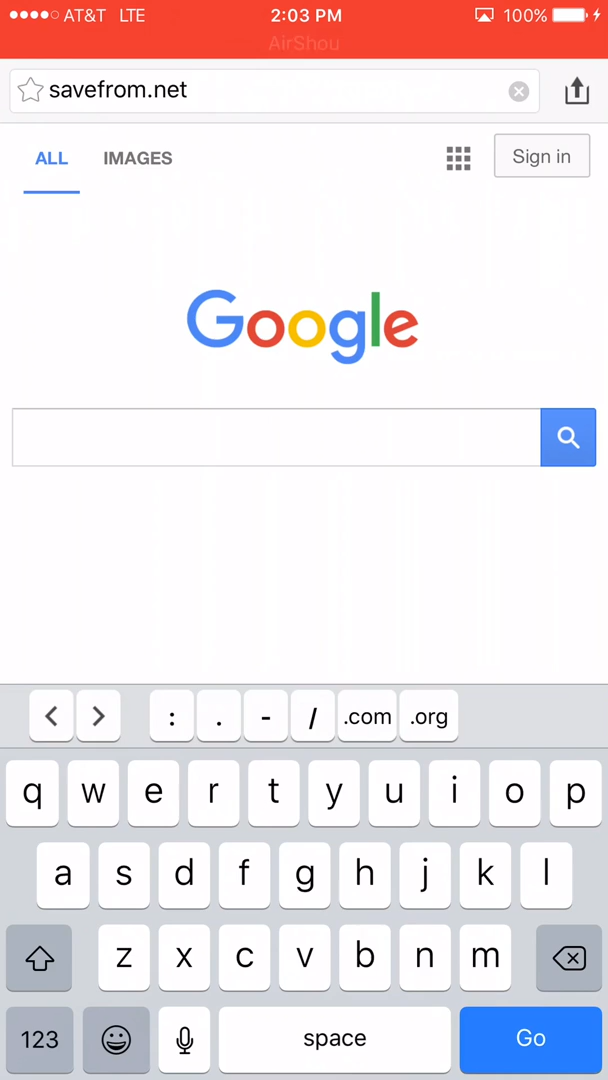 AT&T LTE 2:03 PM 100%
AirShou
savefrom.net
ALL IMAGES Sign in
Google
: . - / .com .org
q w e r t y u i o p
a s d f g h j k l
z x c v b n m
123 space Go